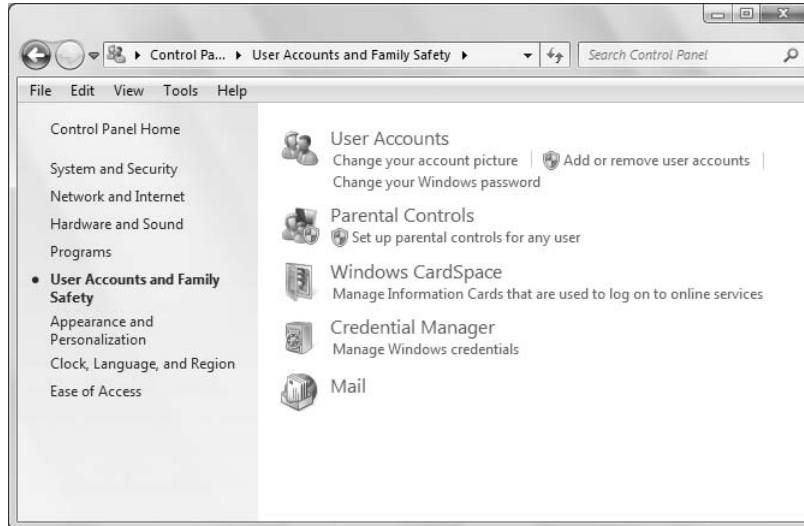 Control Pa... User Accounts and Family Safety Search Control Panel
File Edit View Tools Help
Control Panel Home
System and Security
Network and Internet
Hardware and Sound
Programs
User Accounts and Family
Safety
Appearance and
Personalization
Clock, Language, and Region
Ease of Access
User Accounts
Change your account picture Add or remove user accounts
Change your Windows password
Parental Controls
Set up parental controls for any user
Windows CardSpace
Manage Information Cards that are used to log on to online services
Credential Manager
Manage Windows credentials
Mail